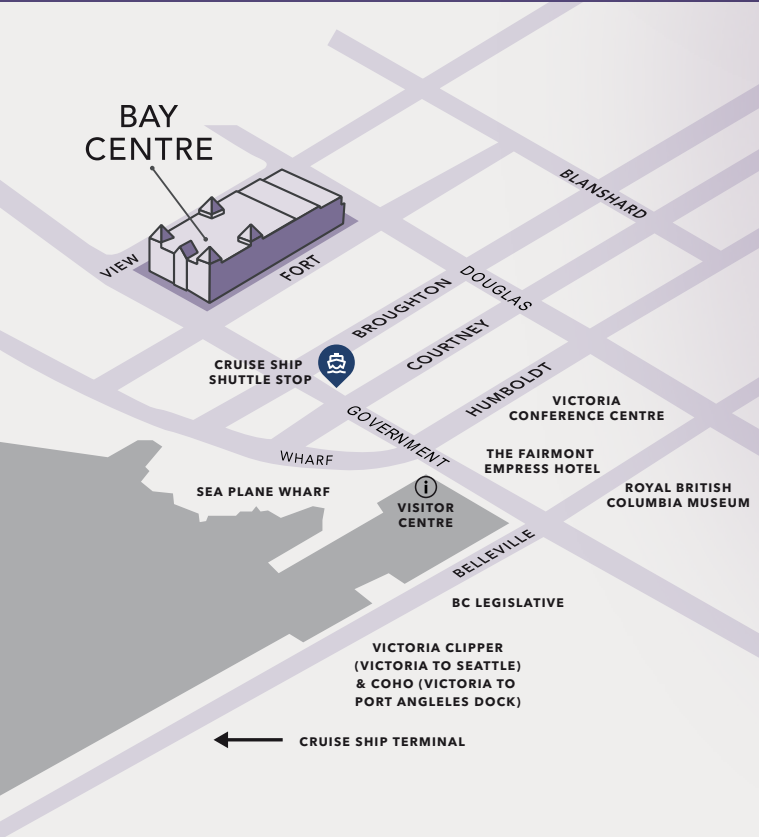 BAY
CENTRE
BLANSHARD
VIEW
FORT
DOUGLAS
BROUGHTON
COURTNEY
CRUISE SHIP
SHUTTLE STOP
HUMBOLDT
VICTORIA
CONFERENCE CENTRE
GOVERNMENT
WHARF
THE FAIRMONT
EMPRESS HOTEL
SEA PLANE WHARF
i
VISITOR
CENTRE
ROYAL BRITISH
COLUMBIA MUSEUM
BELLEVILLE
BC LEGISLATIVE
VICTORIA CLIPPER
(VICTORIA TO SEATTLE)
& COHO (VICTORIA TO
PORT ANGLELES DOCK)
CRUISE SHIP TERMINAL